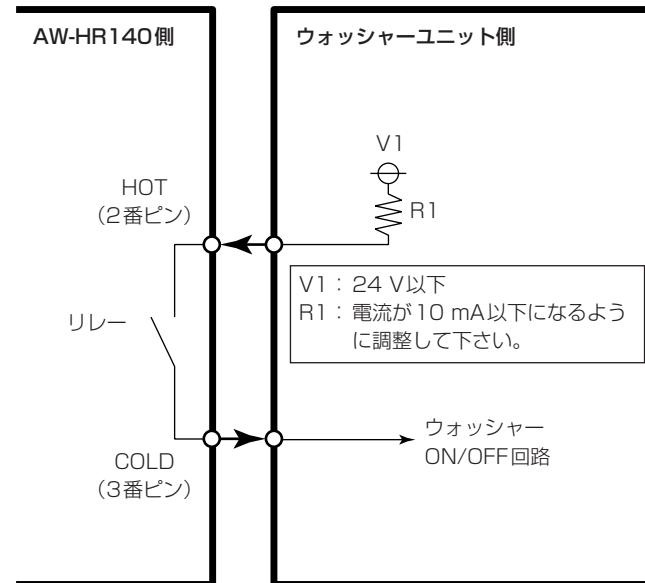 AW-HR140側
ウォッシャーユニット側
V1
R1
HOT
（2番ピン）
V1：24 V以下
R1：電流が10 mA以下になるよう
に調整して下さい。
リレー
COLD
（3番ピン）
ウォッシャー
ON/OFF回路